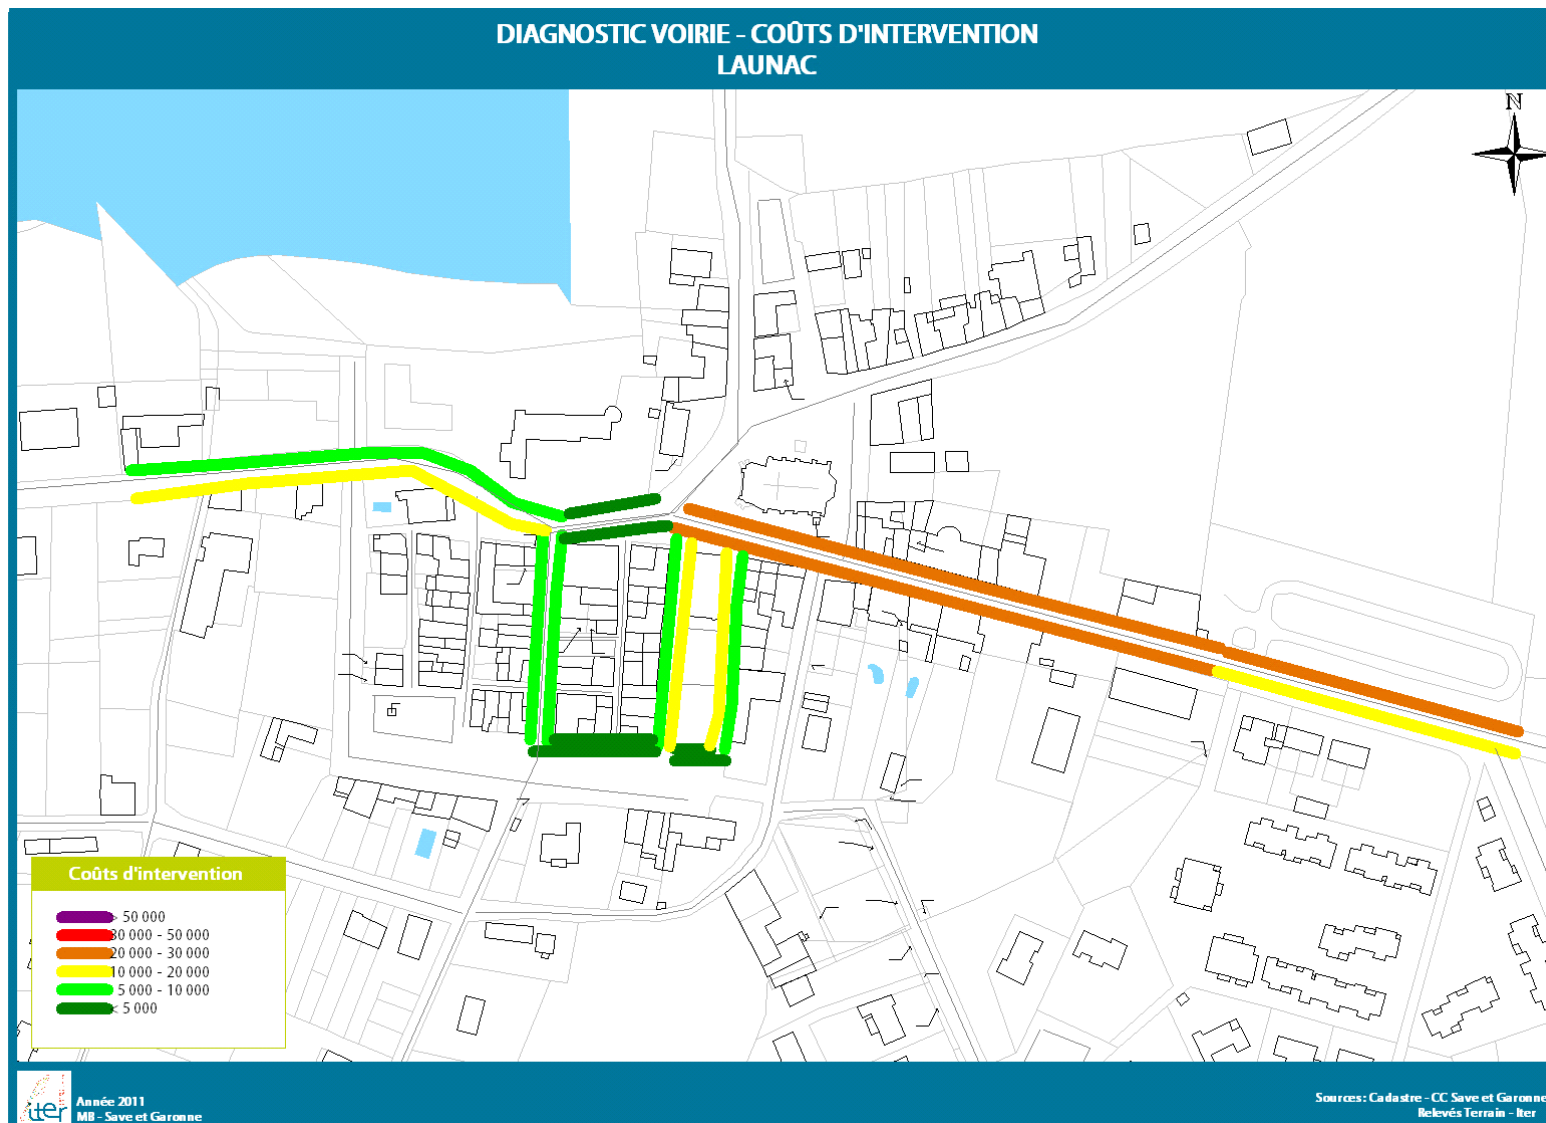 DIAGNOSTIC VOIRIE - COÛTS D'INTERVENTION
LAUNAC
N
Coûts d'intervention
> 50 000
30 000 - 50 000
20 000 - 30 000
10 000 - 20 000
5 000 - 10 000
< 5 000
iter
Année 2011
MB - Save et Garonne
Sources: Cadastre - CC Save et Garonne
Relevés Terrain - Iter